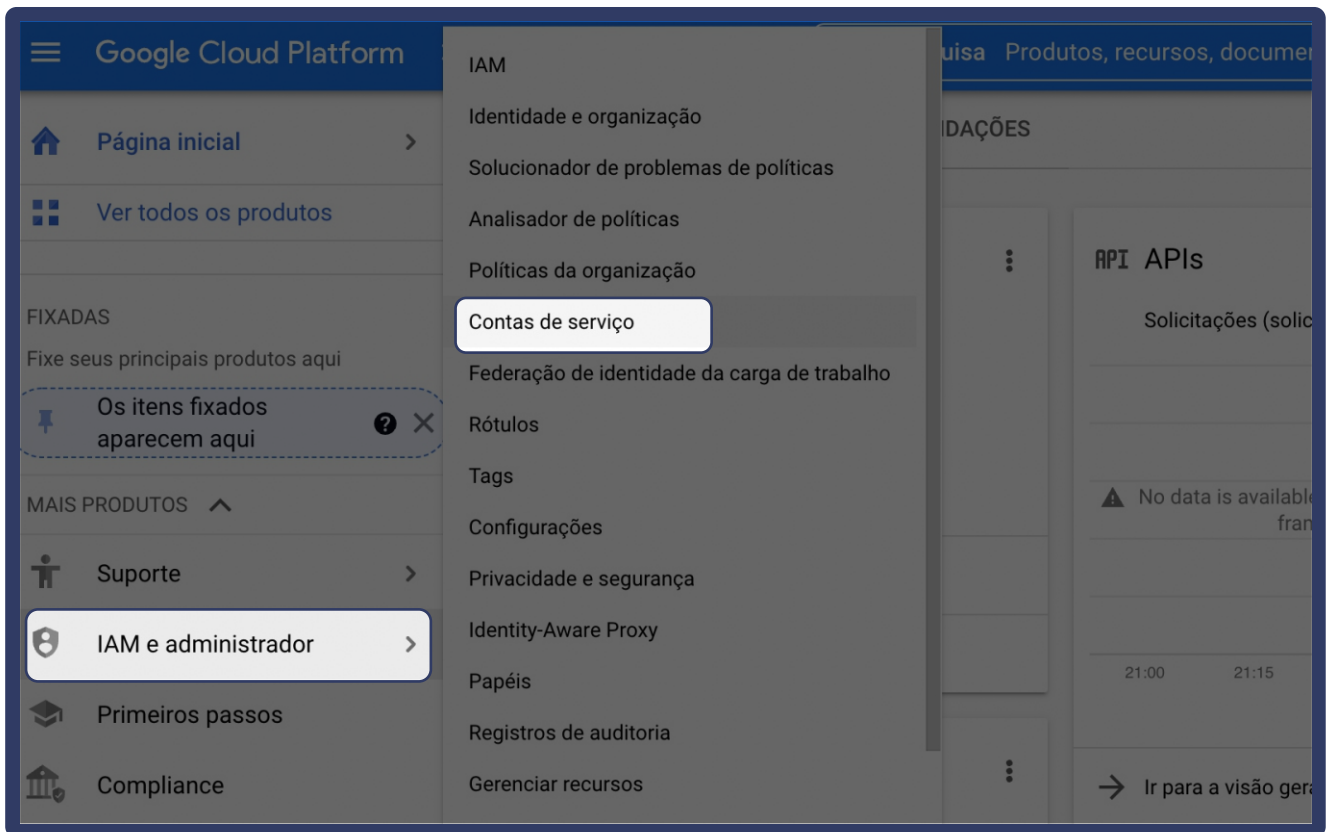 Google Cloud Platform
Página inicial
Ver todos os produtos
FIXADAS
Fixe seus principais produtos aqui
Os itens fixados
aparecem aqui
MAIS PRODUTOS
Suporte
IAM e administrador
Primeiros passos
Compliance
IAM
Identidade e organização
Solucionador de problemas de políticas
Analisador de políticas
Políticas da organização
Contas de serviço
Federação de identidade da carga de trabalho
Rótulos
Tags
Configurações
Privacidade e segurança
Identity-Aware Proxy
Papéis
Registros de auditoria
Gerenciar recursos
uisa Produtos, recursos, documen
IDAÇÕES
API APIs
Solicitações (solic
No data is available
fran
21:00 21:15
Ir para a visão gera